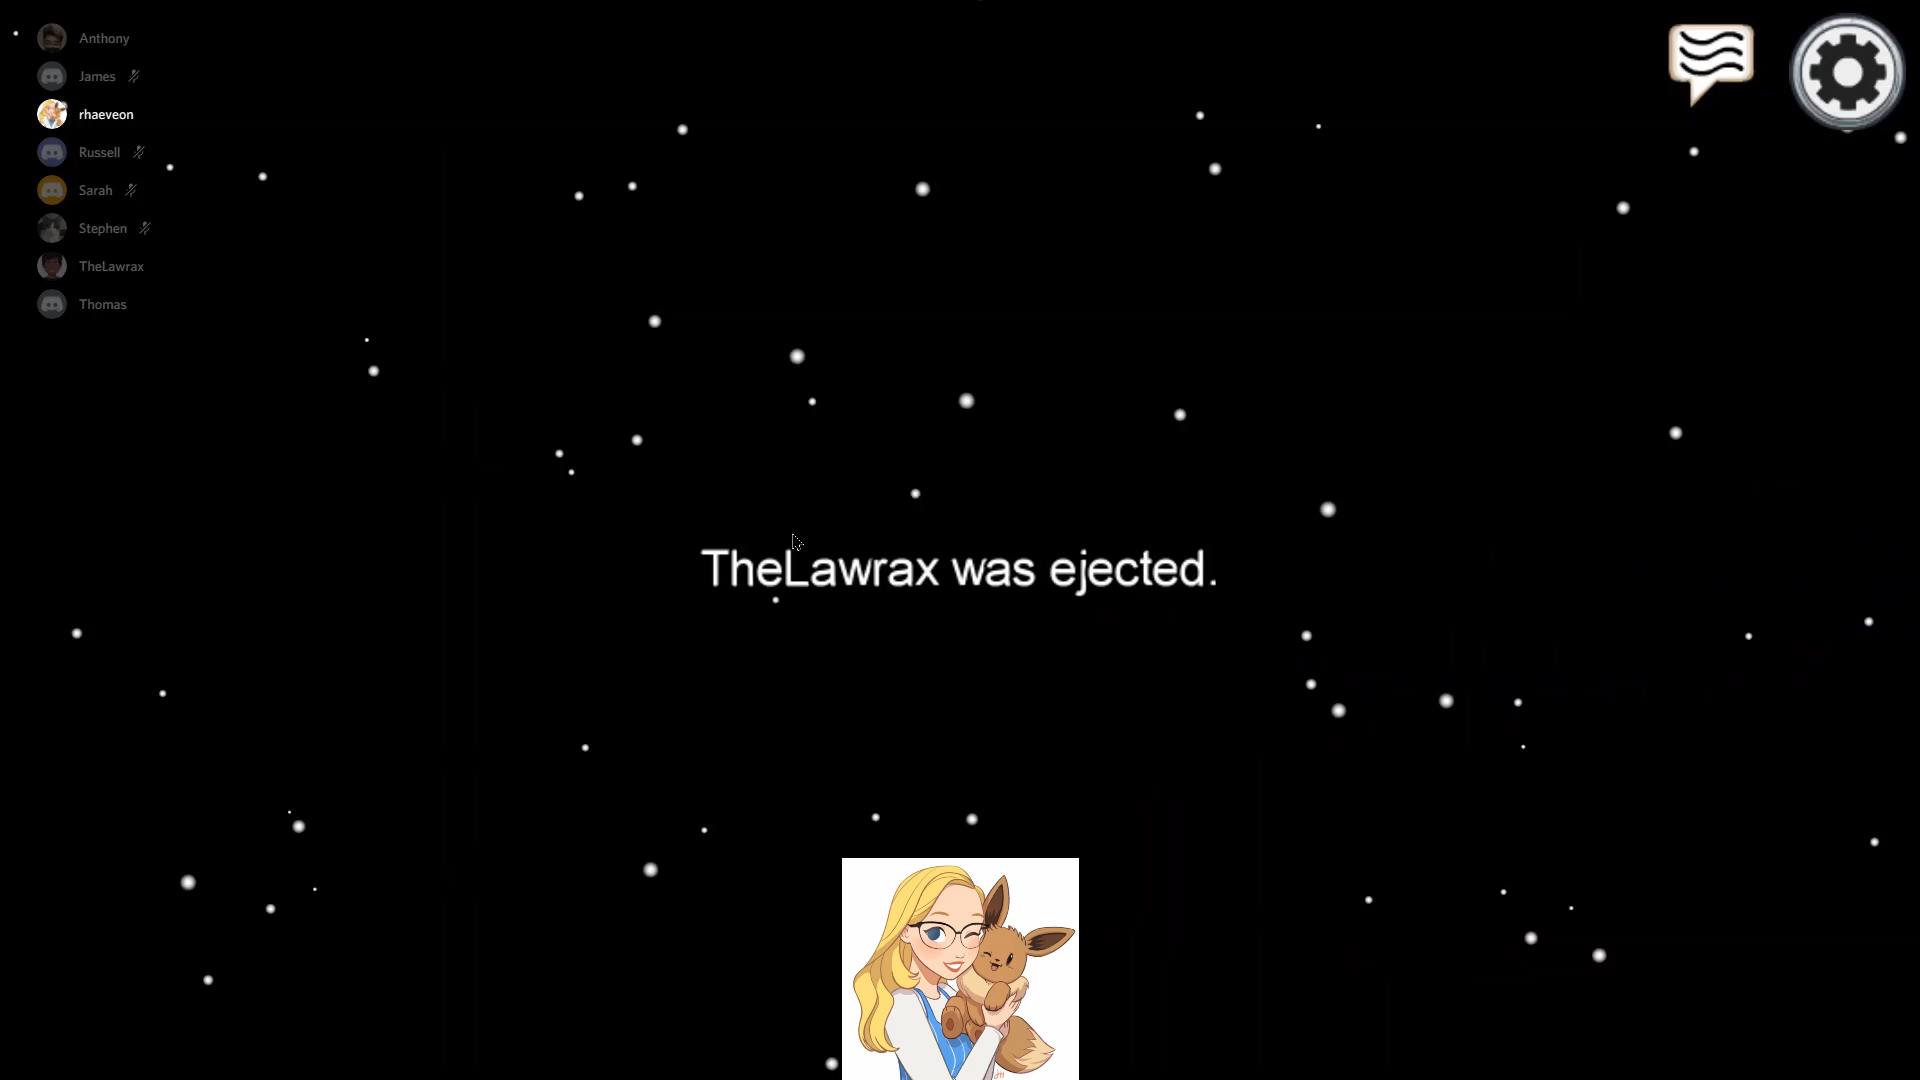 Anthony
James
rhaeveon
Russell
Sarah
Stephen
TheLawrax
Thomas
TheLawrax was ejected.